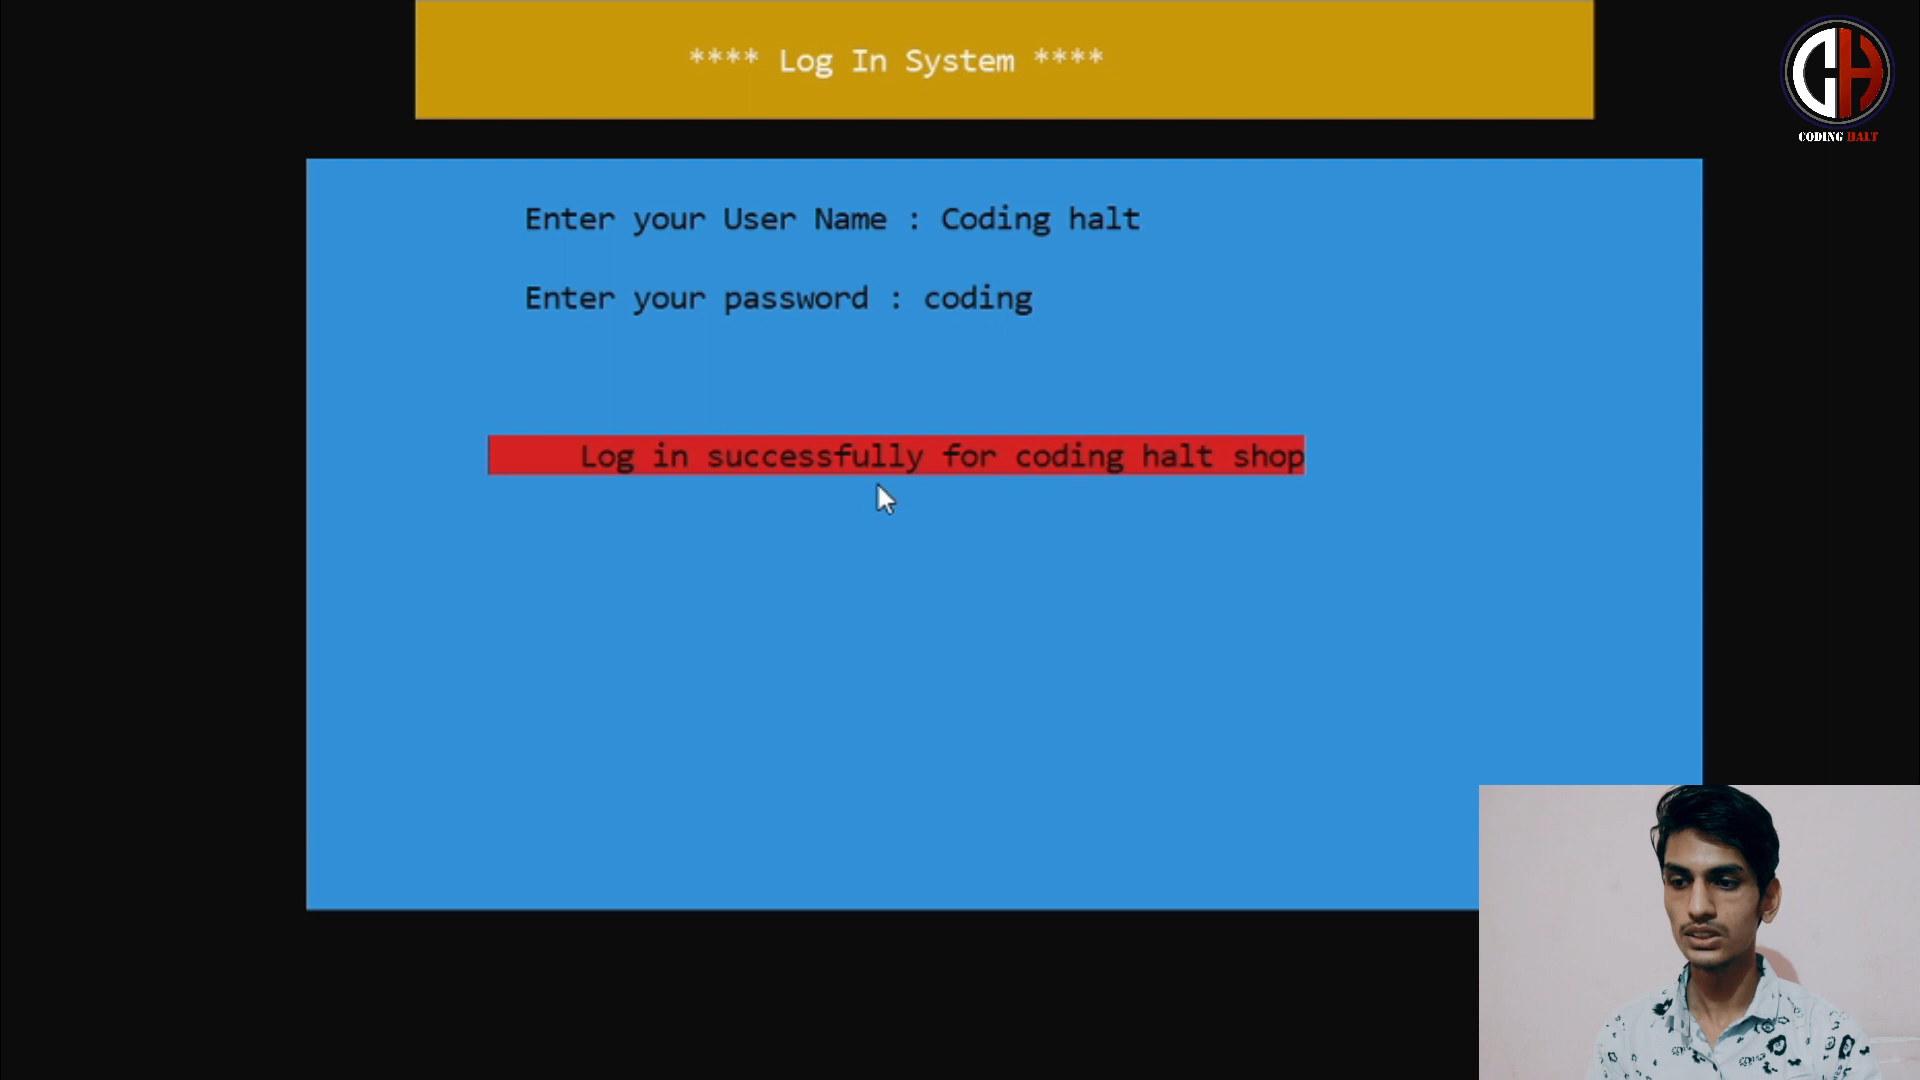 **** Log In System ****
CODING HALT
Enter your User Name : Coding halt
Enter your password : coding
Log in successfully for coding halt shop